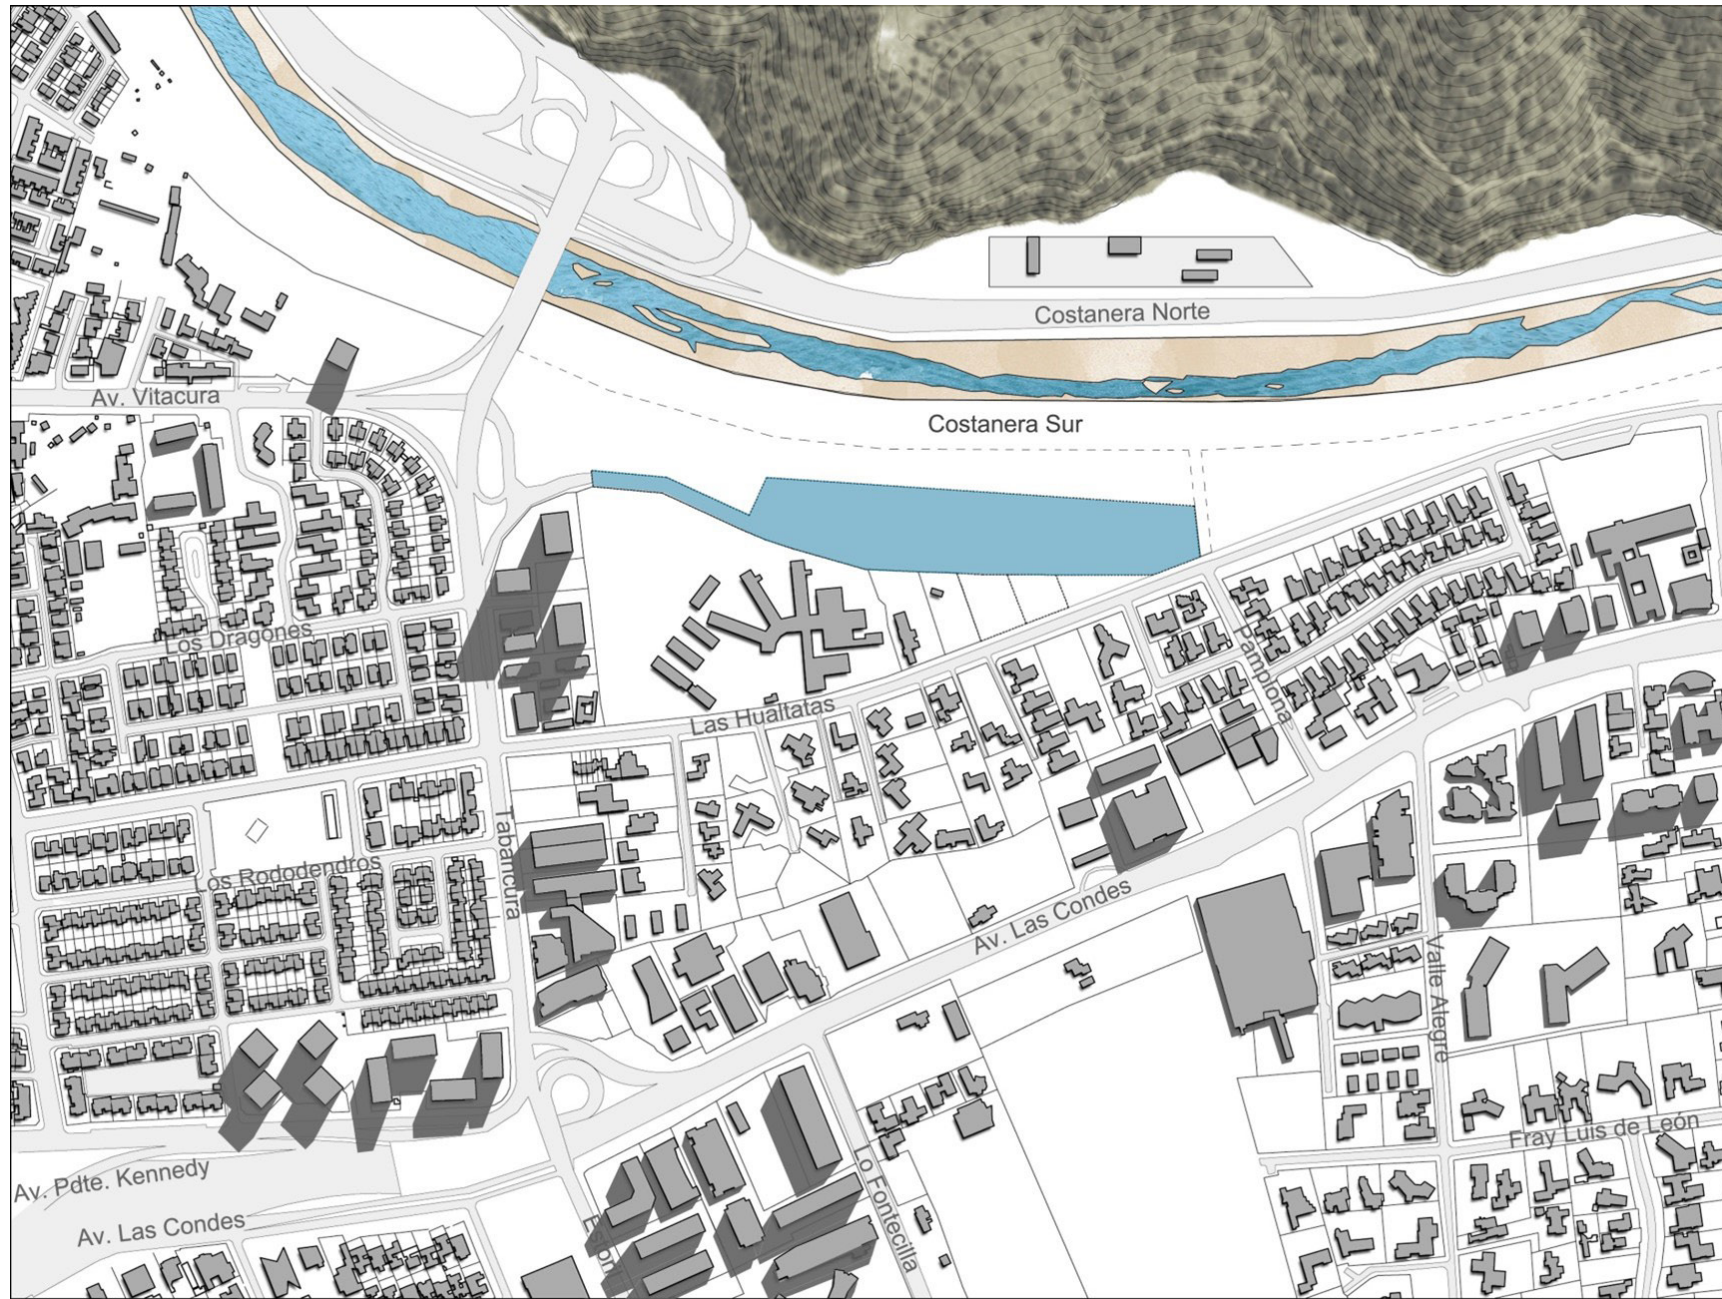 Costanera Norte
Av. Vitacura
Costanera Sur
Los Dragones
Pamplona
Las Hualtatas
Tabancura
Los Rododendros
Av. Las Condes
Valle Alegre
Fray Luis de León
Av. Pdte. Kennedy
Lo Fontecilla
Av. Las Condes